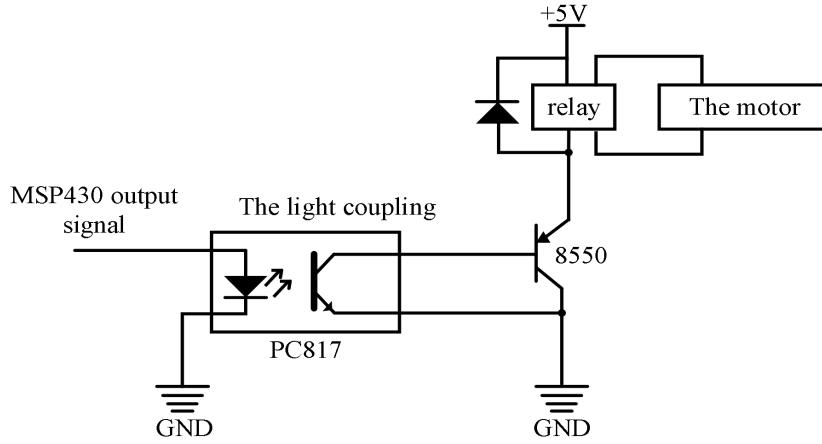 +5V
relay
The motor
MSP430 output
signal
The light coupling
8550
PC817
GND
GND